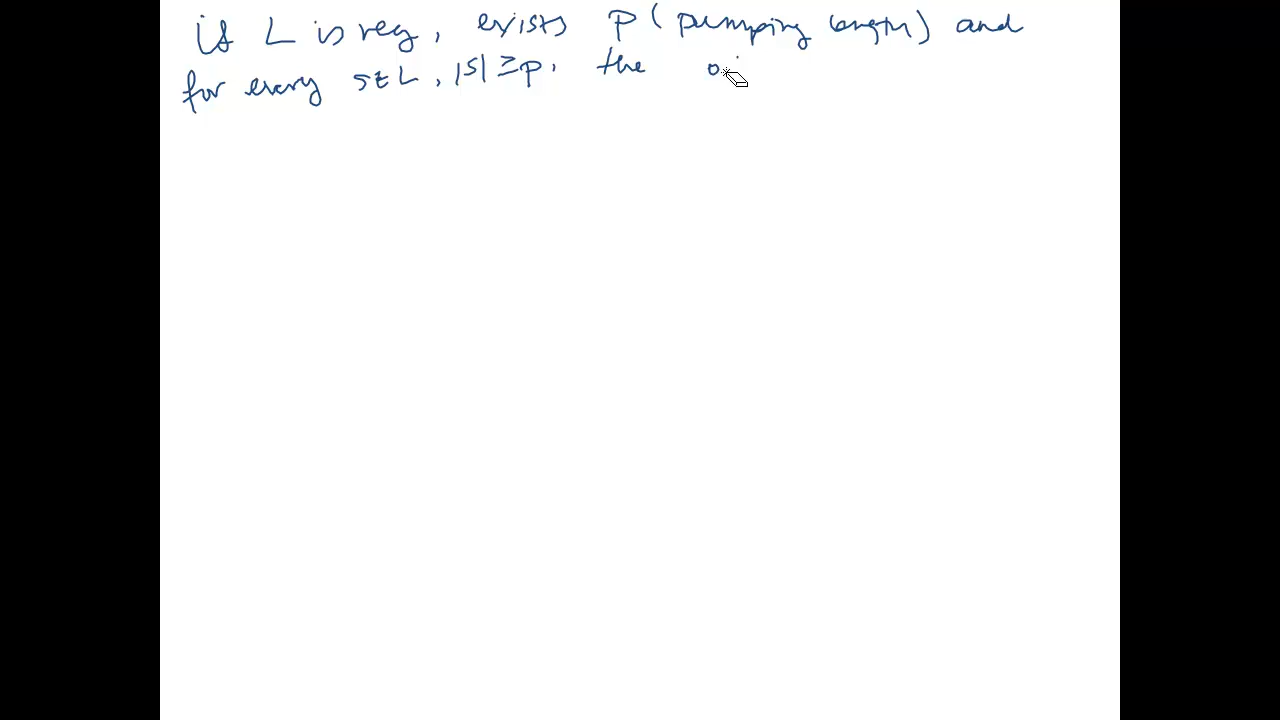 if L is reg, exists P (pumping length) and
for every s∈L, |s| ≥p, the